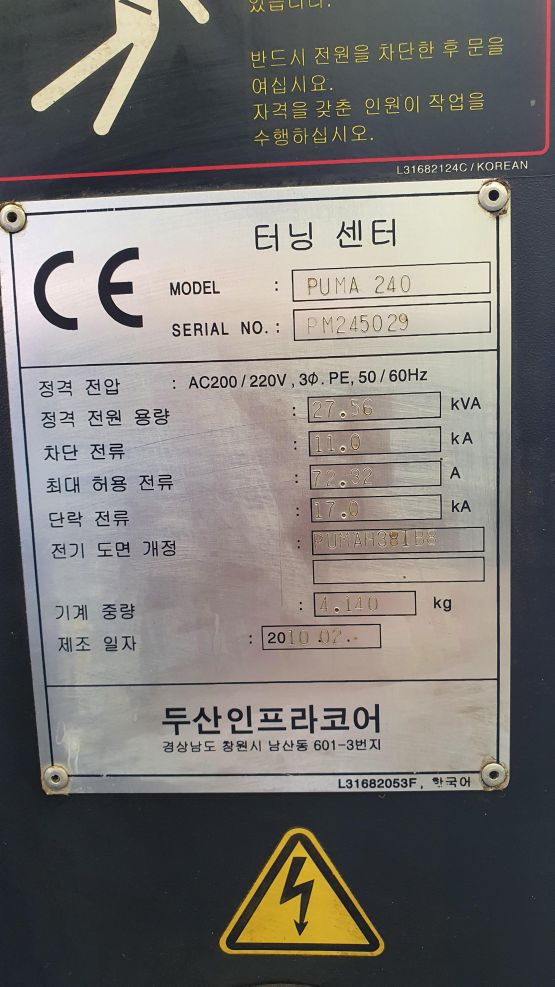 있습니다.
반드시 전원을 차단한 후 문을
여십시요.
자격을 갖춘 인원이 작업을
수행하십시오.
L31682124C / KOREAN
CE
터닝 센터
MODEL : PUMA 240
SERIAL NO. : PM245029
정격 전압 : AC200 / 220V , 3Φ. PE, 50 / 60Hz
정격 전원 용량 : 27.56 kVA
차단 전류 : 11.0 kA
최대 허용 전류 : 72.32 A
단락 전류 : 17.0 kA
전기 도면 개정 :
기계 중량 : 4.140 kg
제조 일자 : 2010.02.-
두산인프라코어
경상남도 창원시 남산동 601-3번지
L31682053F , 한국어